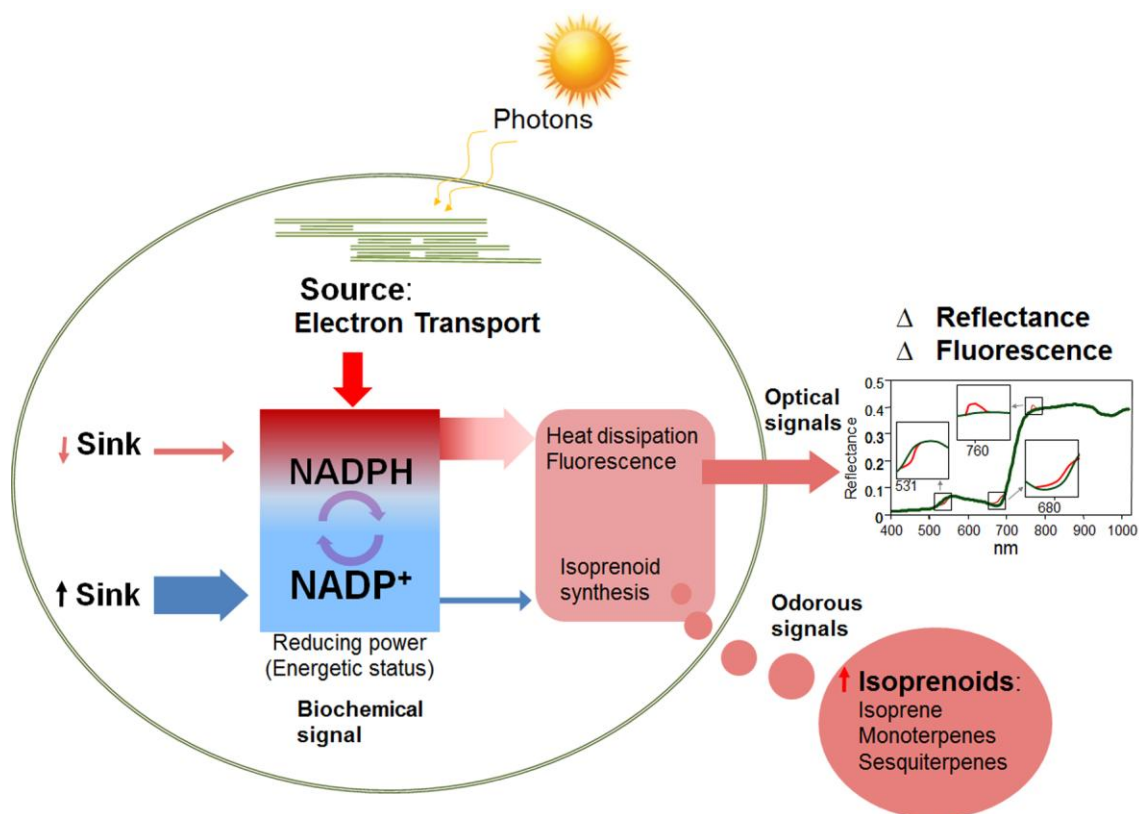 Photons
Source:
Electron Transport
↓ Sink
NADPH
NADP+
↑ Sink
Reducing power
(Energetic status)
Biochemical
signal
Heat dissipation
Fluorescence
Isoprenoid
synthesis
Optical
signals
Δ Reflectance
Δ Fluorescence
Reflectance
0.5
0.4
0.3
0.2
0.1
0
531
760
680
400 500 600 700 800 900 1000
nm
Odorous
signals
↑ Isoprenoids:
Isoprene
Monoterpenes
Sesquiterpenes